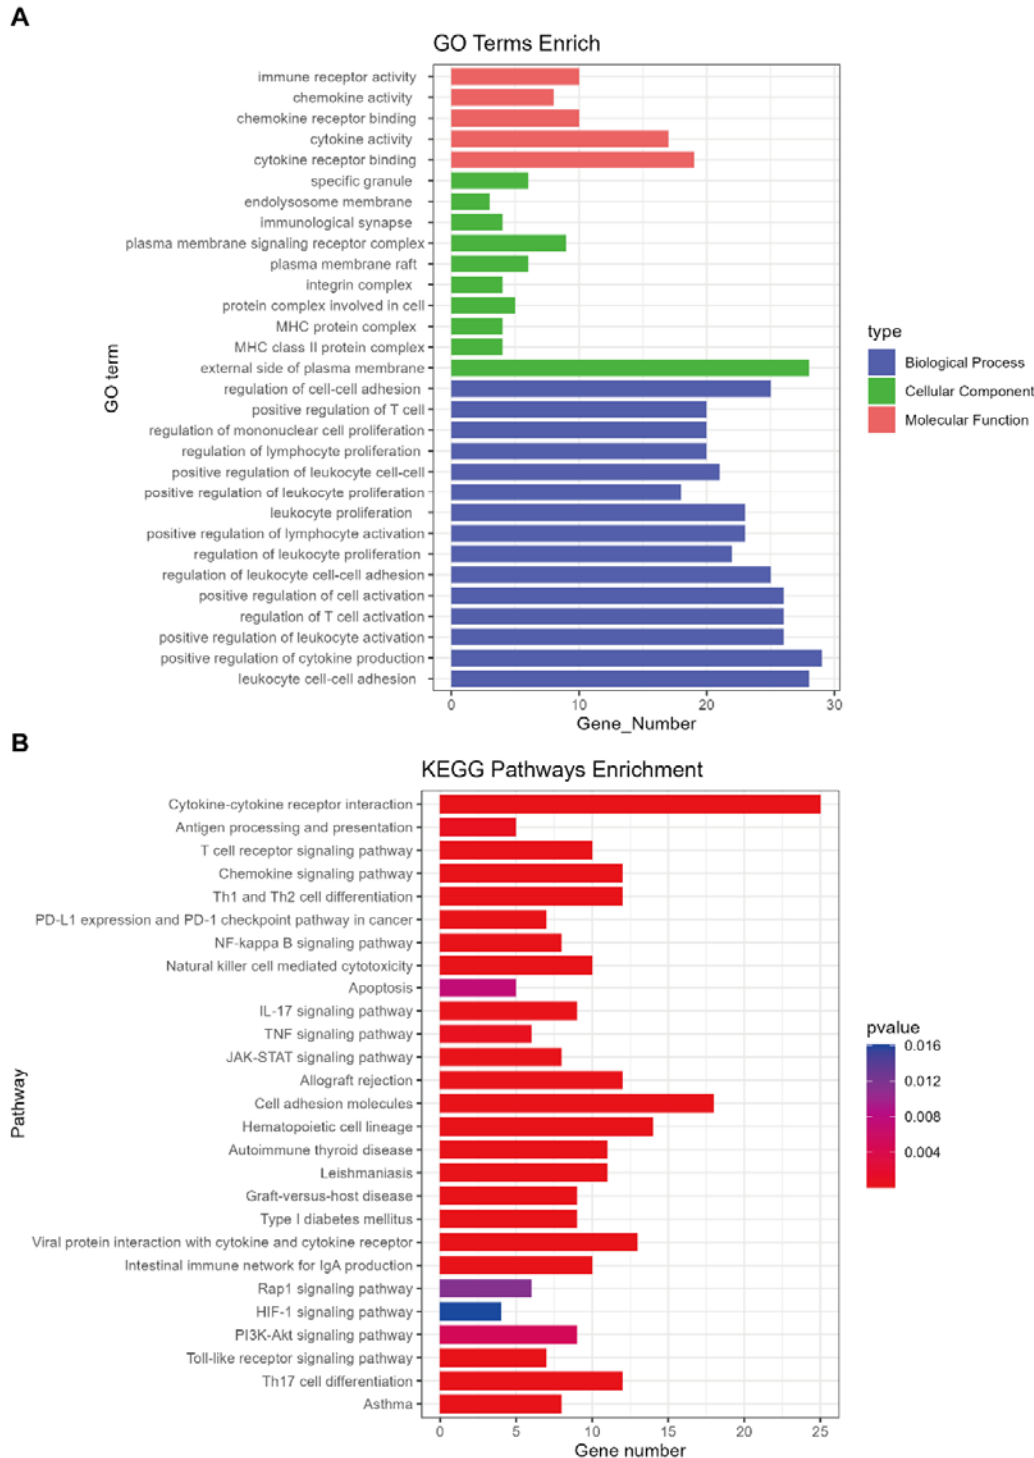 A
GO Terms Enrich
immune receptor activity
chemokine activity
chemokine receptor binding
cytokine activity
cytokine receptor binding
specific granule
endolysosome membrane
immunological synapse
plasma membrane signaling receptor complex
plasma membrane raft
integrin complex
protein complex involved in cell
MHC protein complex
MHC class II protein complex
external side of plasma membrane
regulation of cell-cell adhesion
positive regulation of T cell
regulation of mononuclear cell proliferation
regulation of lymphocyte proliferation
positive regulation of leukocyte cell-cell
positive regulation of leukocyte proliferation
leukocyte proliferation
positive regulation of lymphocyte activation
regulation of leukocyte proliferation
regulation of leukocyte cell-cell adhesion
positive regulation of cell activation
regulation of T cell activation
positive regulation of leukocyte activation
positive regulation of cytokine production
leukocyte cell-cell adhesion
GO term
0 10 20 30
Gene_Number
type
Biological Process
Cellular Component
Molecular Function
B
KEGG Pathways Enrichment
Cytokine-cytokine receptor interaction
Antigen processing and presentation
T cell receptor signaling pathway
Chemokine signaling pathway
Th1 and Th2 cell differentiation
PD-L1 expression and PD-1 checkpoint pathway in cancer
NF-kappa B signaling pathway
Natural killer cell mediated cytotoxicity
Apoptosis
IL-17 signaling pathway
TNF signaling pathway
JAK-STAT signaling pathway
Allograft rejection
Cell adhesion molecules
Hematopoietic cell lineage
Autoimmune thyroid disease
Leishmaniasis
Graft-versus-host disease
Type I diabetes mellitus
Viral protein interaction with cytokine and cytokine receptor
Intestinal immune network for IgA production
Rap1 signaling pathway
HIF-1 signaling pathway
PI3K-Akt signaling pathway
Toll-like receptor signaling pathway
Th17 cell differentiation
Asthma
Pathway
0 5 10 15 20 25
Gene number
pvalue
0.016
0.012
0.008
0.004